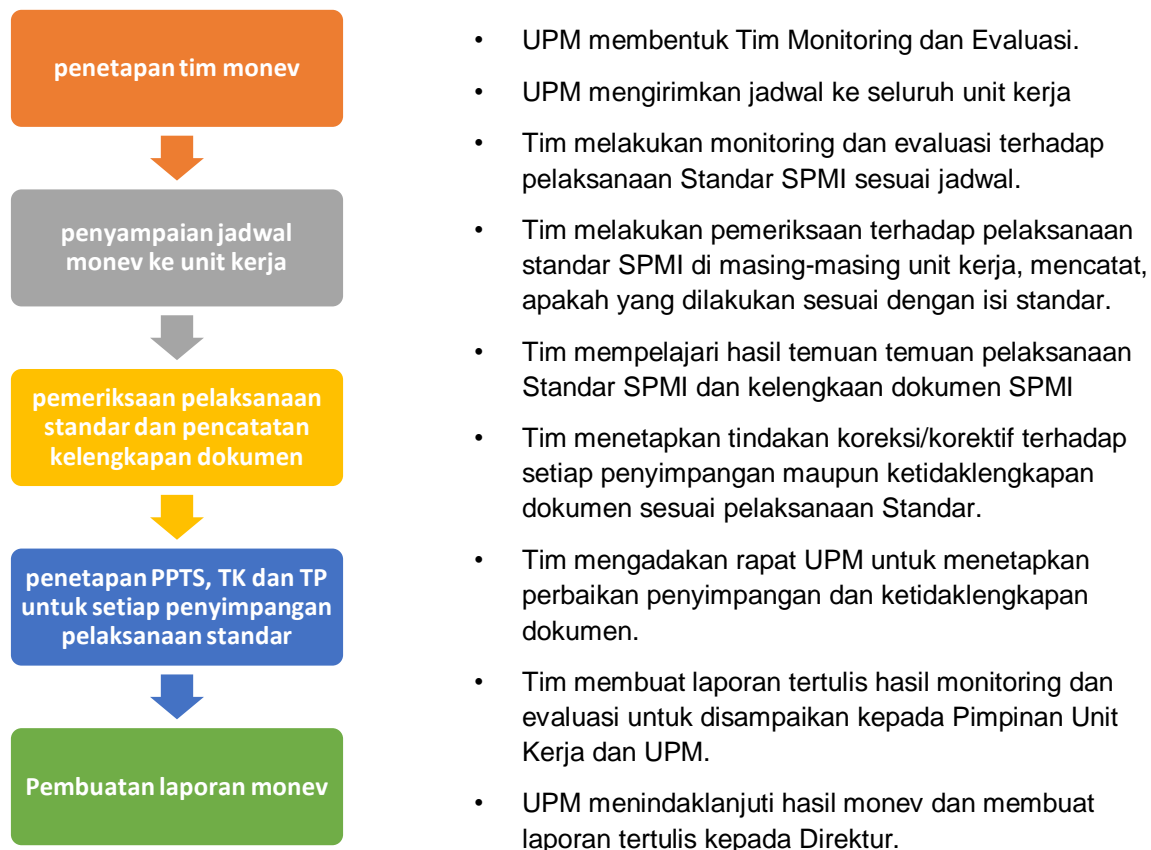 penetapan tim monev
penyampaian jadwal
monev ke unit kerja
pemeriksaan pelaksanaan
standar dan pencatatan
kelengkapan dokumen
penetapan PPTS, TK dan TP
untuk setiap penyimpangan
pelaksanaan standar
Pembuatan laporan monev
• UPM membentuk Tim Monitoring dan Evaluasi.
• UPM mengirimkan jadwal ke seluruh unit kerja
• Tim melakukan monitoring dan evaluasi terhadap
pelaksanaan Standar SPMI sesuai jadwal.
• Tim melakukan pemeriksaan terhadap pelaksanaan
standar SPMI di masing-masing unit kerja, mencatat,
apakah yang dilakukan sesuai dengan isi standar.
• Tim mempelajari hasil temuan temuan pelaksanaan
Standar SPMI dan kelengkaan dokumen SPMI
• Tim menetapkan tindakan koreksi/korektif terhadap
setiap penyimpangan maupun ketidaklengkapan
dokumen sesuai pelaksanaan Standar.
• Tim mengadakan rapat UPM untuk menetapkan
perbaikan penyimpangan dan ketidaklengkapan
dokumen.
• Tim membuat laporan tertulis hasil monitoring dan
evaluasi untuk disampaikan kepada Pimpinan Unit
Kerja dan UPM.
• UPM menindaklanjuti hasil monev dan membuat
laporan tertulis kepada Direktur.